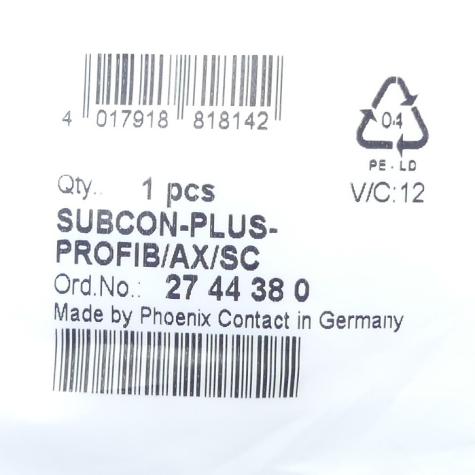 4 017918 818142
04
PE-LD
Qty.: 1 pcs
V/C:12
SUBCON-PLUS-
PROFIB/AX/SC
Ord.No.: 27 44 38 0
Made by Phoenix Contact in Germany